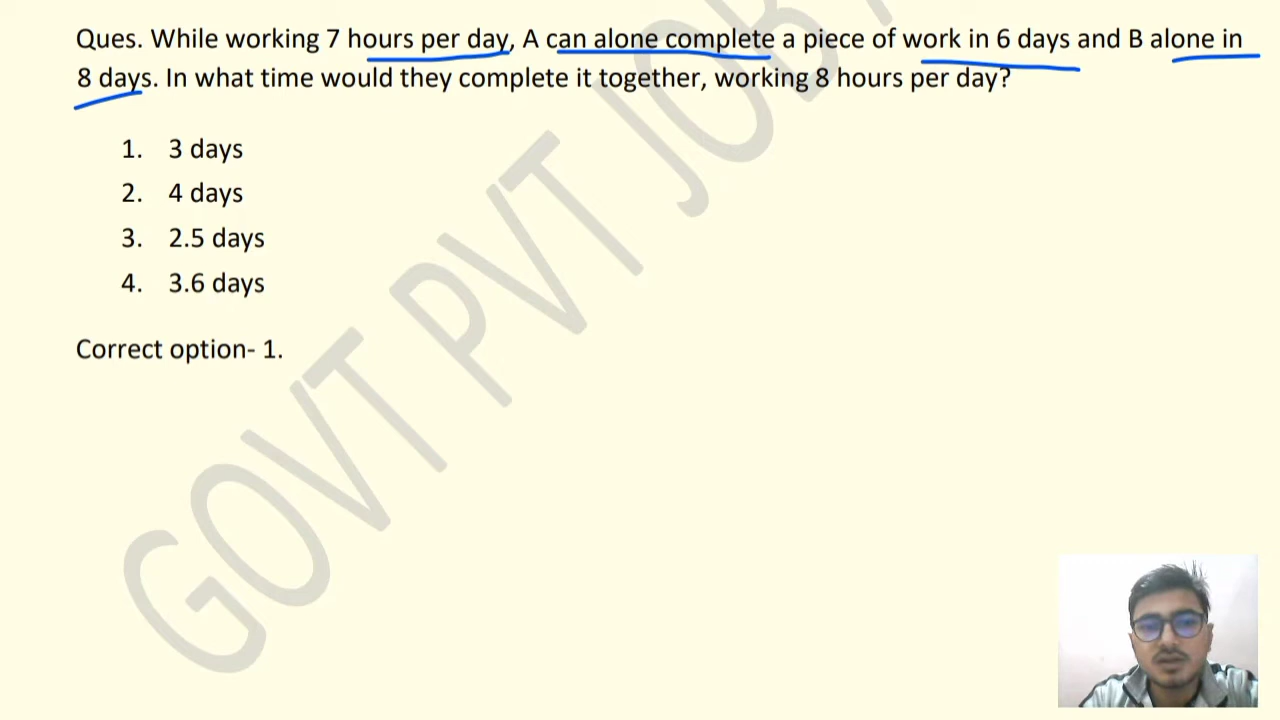 Ques. While working 7 hours per day, A can alone complete a piece of work in 6 days and B alone in
8 days. In what time would they complete it together, working 8 hours per day?
1. 3 days
2. 4 days
3. 2.5 days
4. 3.6 days
Correct option- 1.
GOVT PVT JOB